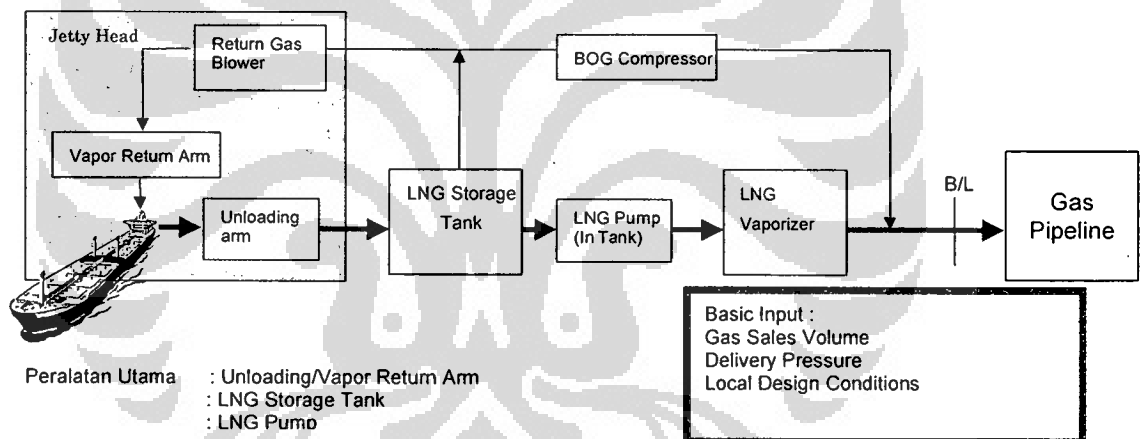 Jetty Head
Return Gas
Blower
BOG Compressor
Vapor Return Arm
Unloading
arm
LNG Storage
Tank
LNG Pump
(In Tank)
LNG
Vaporizer
B/L
Gas
Pipeline
Basic Input :
Gas Sales Volume
Delivery Pressure
Local Design Conditions
Peralatan Utama : Unloading/Vapor Return Arm
: LNG Storage Tank
: LNG Pump